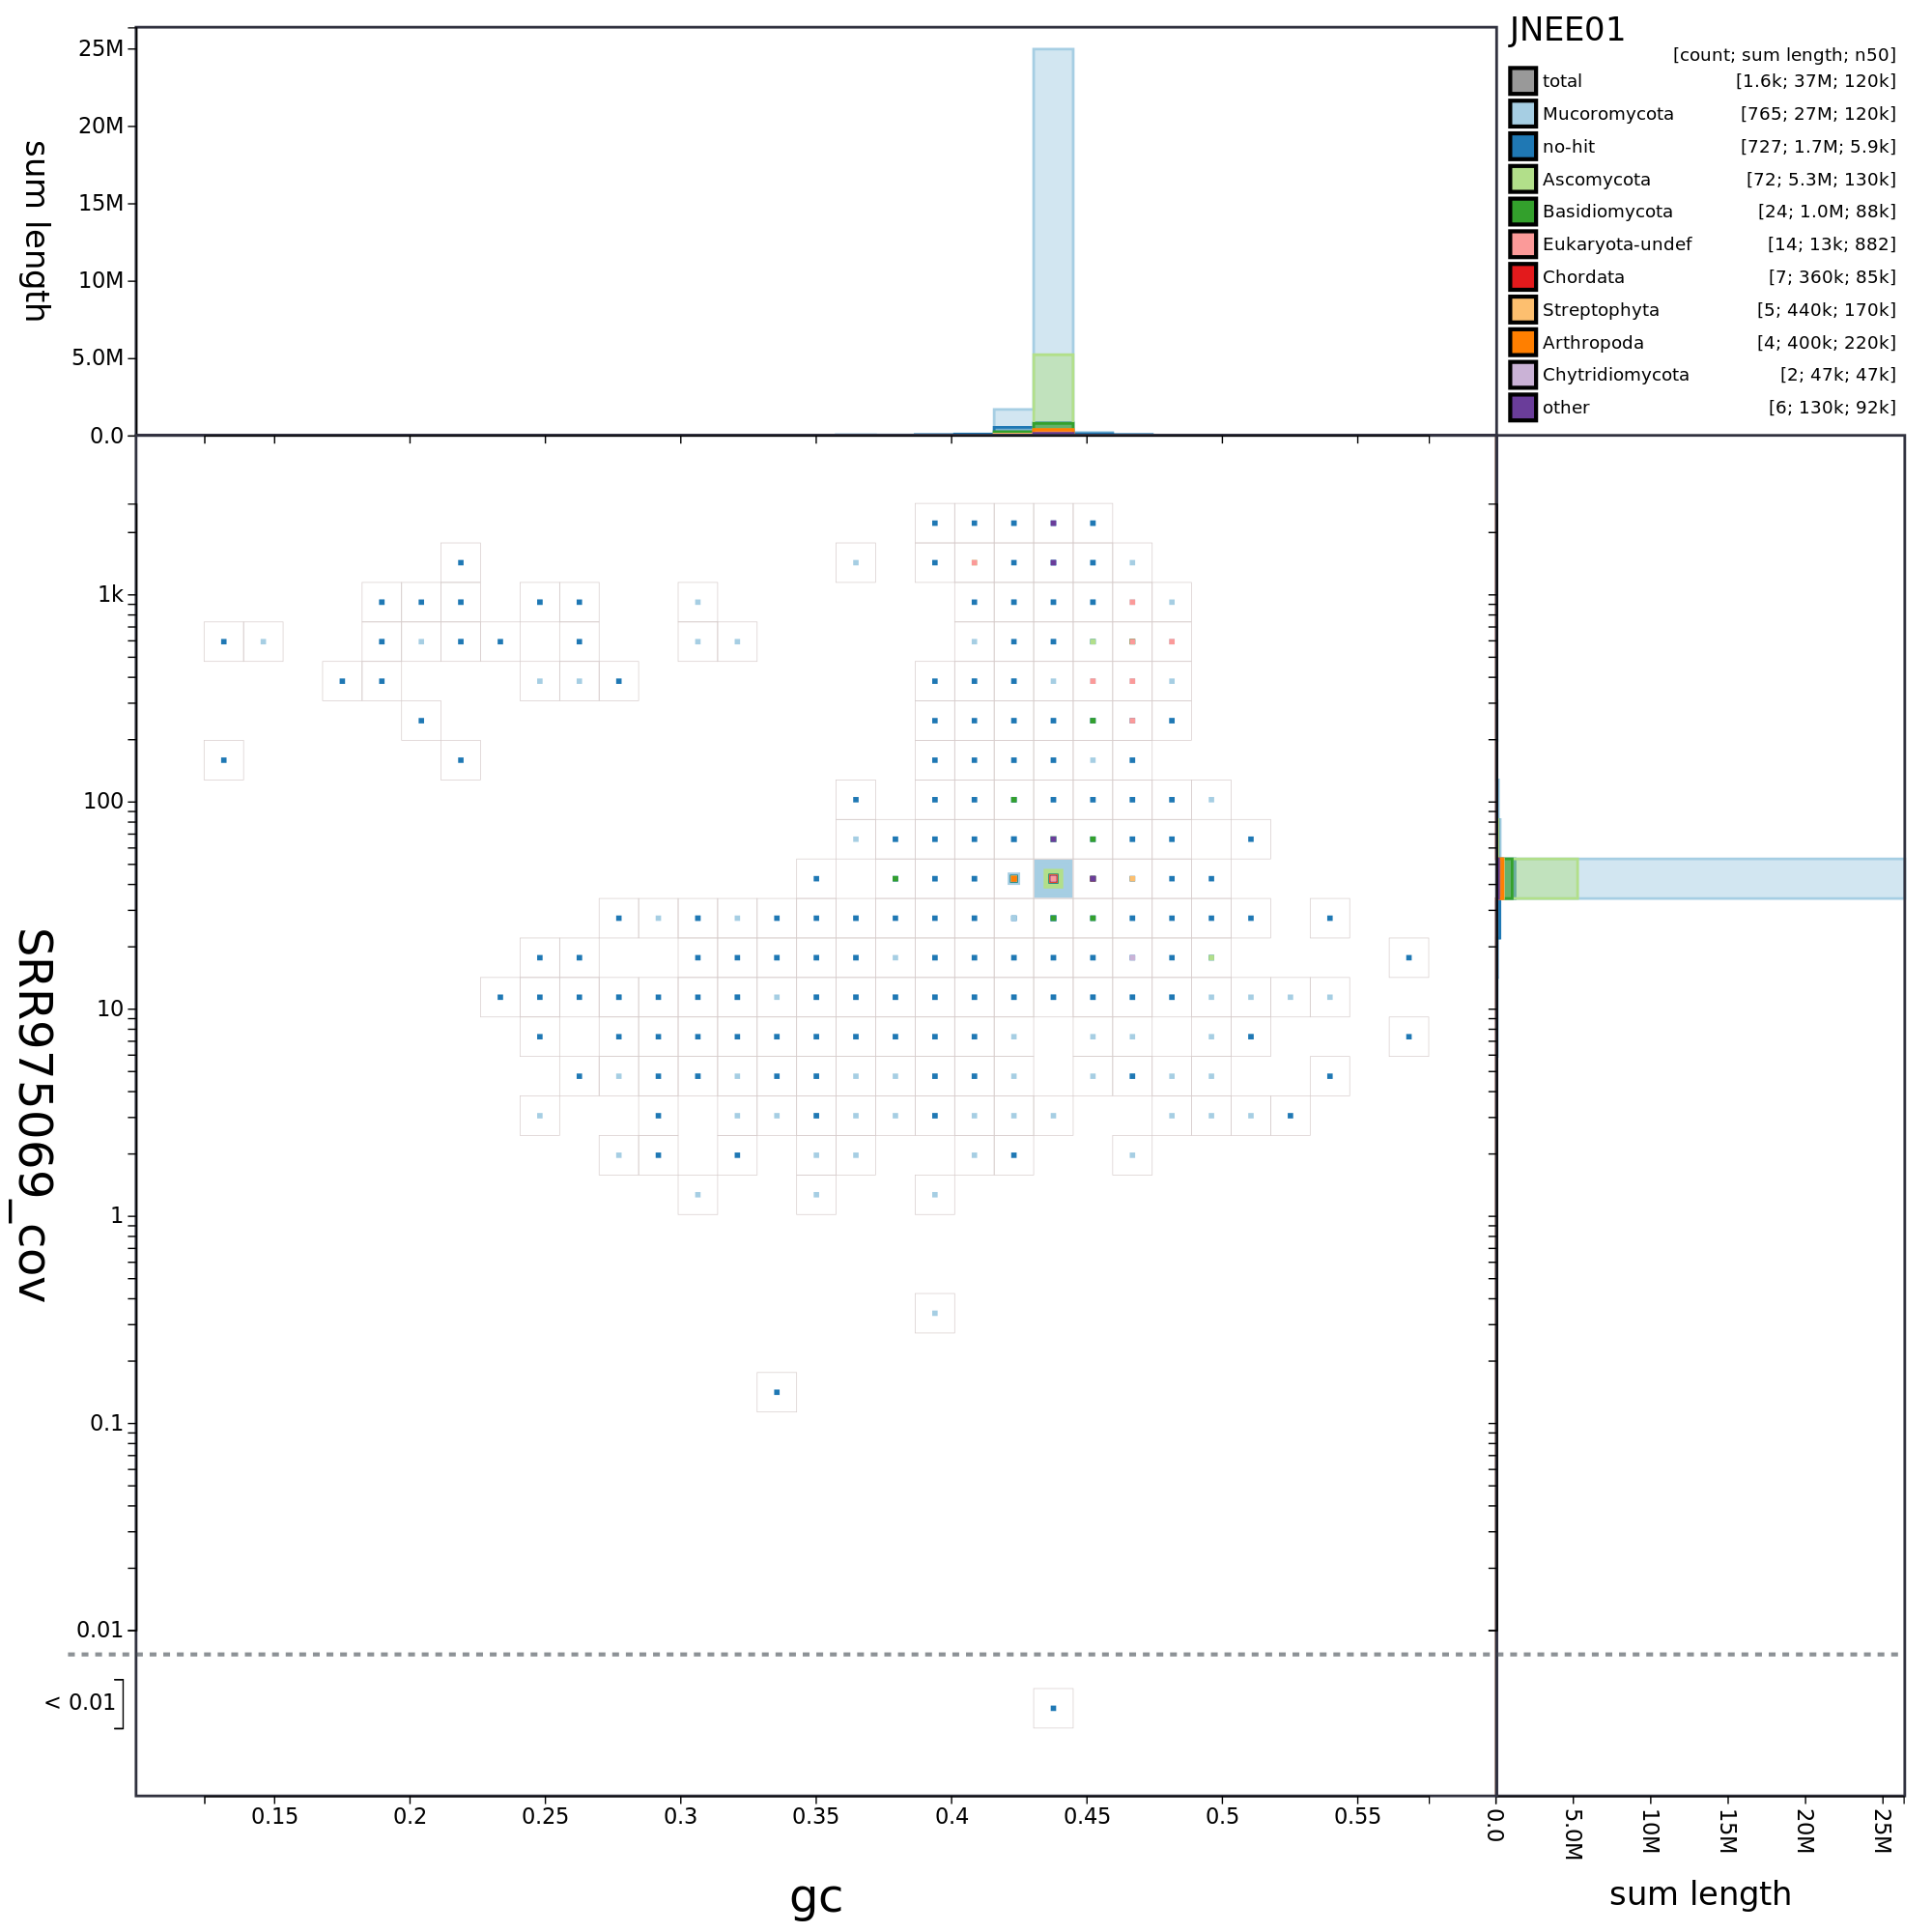 JNEE01
[count; sum length; n50]
total [1.6k; 37M; 120k]
Mucoromycota [765; 27M; 120k]
no-hit [727; 1.7M; 5.9k]
Ascomycota [72; 5.3M; 130k]
Basidiomycota [24; 1.0M; 88k]
Eukaryota-undef [14; 13k; 882]
Chordata [7; 360k; 85k]
Streptophyta [5; 440k; 170k]
Arthropoda [4; 400k; 220k]
Chytridiomycota [2; 47k; 47k]
other [6; 130k; 92k]
sum length
25M
20M
15M
10M
5.0M
0.0
SRR975069_cov
1k
100
10
1
0.1
0.01
< 0.01
0.15 0.2 0.25 0.3 0.35 0.4 0.45 0.5 0.55
gc
0.0 5.0M 10M 15M 20M 25M
sum length